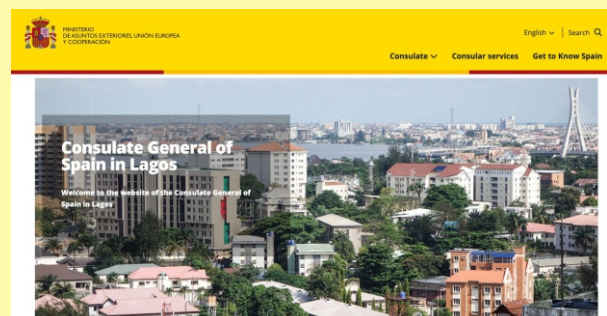 MINISTERIO
DE ASUNTOS EXTERIORES, UNIÓN EUROPEA
Y COOPERACIÓN
English
Search
Consulate
Consular services
Get to Know Spain
Consulate General of
Spain in Lagos
Welcome to the website of the Consulate General of
Spain in Lagos